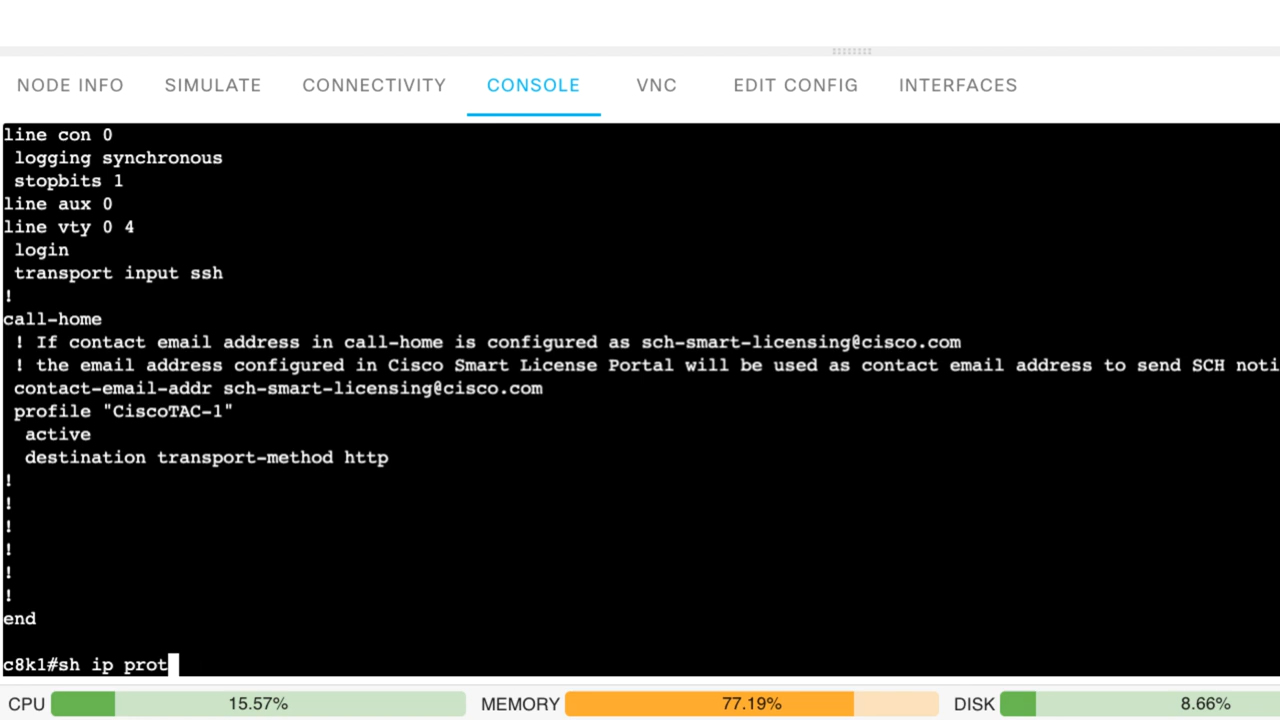 NODE INFO SIMULATE CONNECTIVITY CONSOLE VNC EDIT CONFIG INTERFACES
line con 0
logging synchronous
stopbits 1
line aux 0
line vty 0 4
login
transport input ssh
!
call-home
! If contact email address in call-home is configured as sch-smart-licensing@cisco.com
! the email address configured in Cisco Smart License Portal will be used as contact email address to send SCH noti
contact-email-addr sch-smart-licensing@cisco.com
profile "CiscoTAC-1"
active
destination transport-method http
!
!
!
!
!
!
end
c8k1#sh ip prot
CPU 15.57% MEMORY 77.19% DISK 8.66%